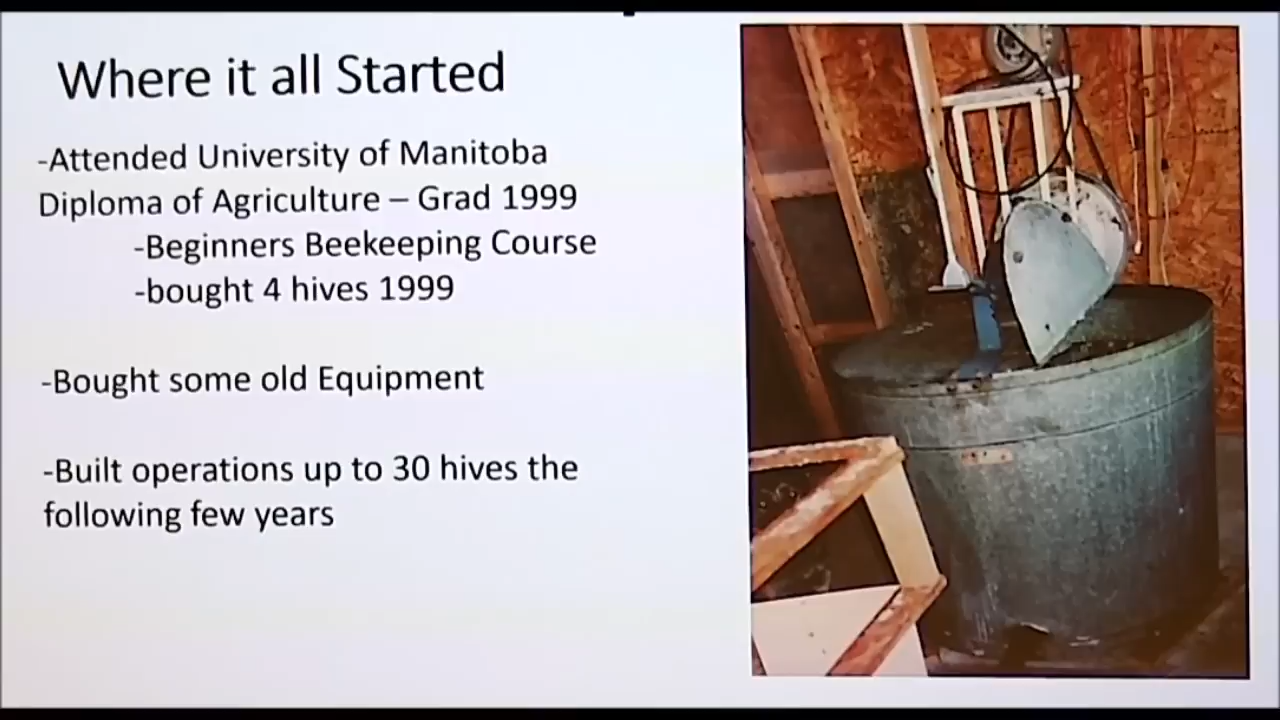 Where it all Started
-Attended University of Manitoba
Diploma of Agriculture – Grad 1999
-Beginners Beekeeping Course
-bought 4 hives 1999
-Bought some old Equipment
-Built operations up to 30 hives the
following few years